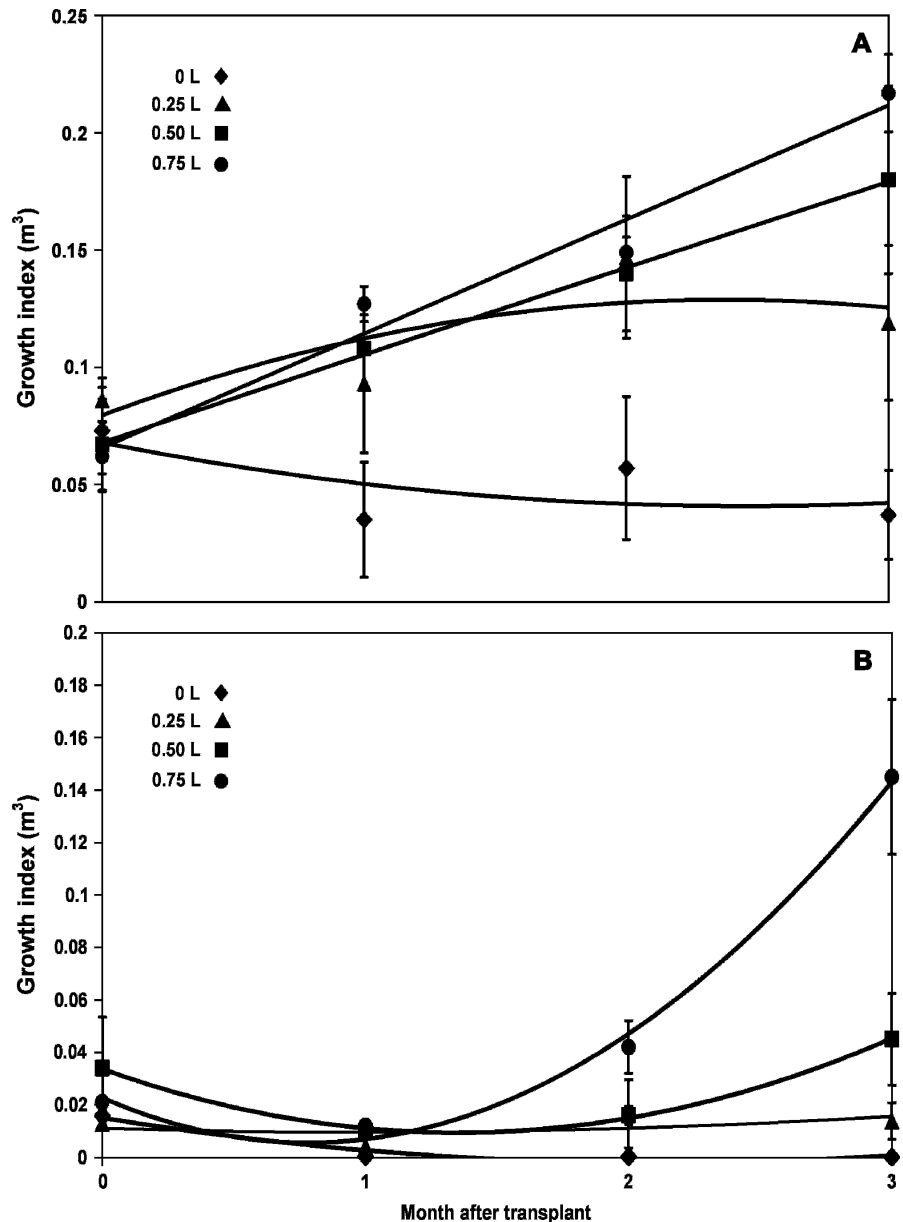 0.25
A
0 L
0.25 L
0.2
0.50 L
0.75 L
0.15
Growth index (m³)
0.1
0.05
0
0.2
B
0.18
0 L
0.25 L
0.16
0.50 L
0.75 L
0.14
0.12
Growth index (m³)
0.1
0.08
0.06
0.04
0.02
0
0 1 2 3
Month after transplant